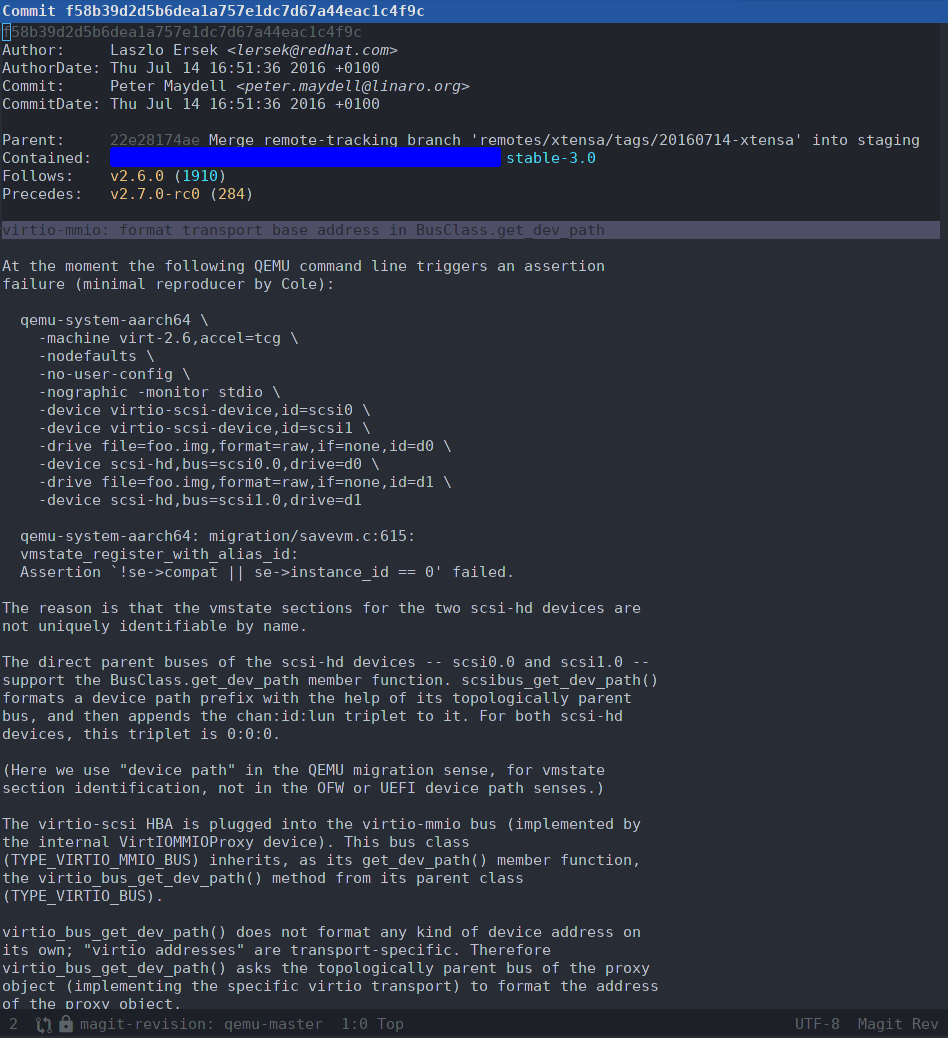 Commit f58b39d2d5b6dea1a757e1dc7d67a44eac1c4f9c
f58b39d2d5b6dea1a757e1dc7d67a44eac1c4f9c
Author:     Laszlo Ersek <lersek@redhat.com>
AuthorDate: Thu Jul 14 16:51:36 2016 +0100
Commit:     Peter Maydell <peter.maydell@linaro.org>
CommitDate: Thu Jul 14 16:51:36 2016 +0100

Parent:     22e28174ae Merge remote-tracking branch 'remotes/xtensa/tags/20160714-xtensa' into staging
Contained:  stable-3.0
Follows:    v2.6.0 (1910)
Precedes:   v2.7.0-rc0 (284)

virtio-mmio: format transport base address in BusClass.get_dev_path

At the moment the following QEMU command line triggers an assertion
failure (minimal reproducer by Cole):

  qemu-system-aarch64 \
    -machine virt-2.6,accel=tcg \
    -nodefaults \
    -no-user-config \
    -nographic -monitor stdio \
    -device virtio-scsi-device,id=scsi0 \
    -device virtio-scsi-device,id=scsi1 \
    -drive file=foo.img,format=raw,if=none,id=d0 \
    -device scsi-hd,bus=scsi0.0,drive=d0 \
    -drive file=foo.img,format=raw,if=none,id=d1 \
    -device scsi-hd,bus=scsi1.0,drive=d1

  qemu-system-aarch64: migration/savevm.c:615:
  vmstate_register_with_alias_id:
  Assertion `!se->compat || se->instance_id == 0' failed.

The reason is that the vmstate sections for the two scsi-hd devices are
not uniquely identifiable by name.

The direct parent buses of the scsi-hd devices -- scsi0.0 and scsi1.0 --
support the BusClass.get_dev_path member function. scsibus_get_dev_path()
formats a device path prefix with the help of its topologically parent
bus, and then appends the chan:id:lun triplet to it. For both scsi-hd
devices, this triplet is 0:0:0.

(Here we use "device path" in the QEMU migration sense, for vmstate
section identification, not in the OFW or UEFI device path senses.)

The virtio-scsi HBA is plugged into the virtio-mmio bus (implemented by
the internal VirtIOMMIOProxy device). This bus class
(TYPE_VIRTIO_MMIO_BUS) inherits, as its get_dev_path() member function,
the virtio_bus_get_dev_path() method from its parent class
(TYPE_VIRTIO_BUS).

virtio_bus_get_dev_path() does not format any kind of device address on
its own; "virtio addresses" are transport-specific. Therefore
virtio_bus_get_dev_path() asks the topologically parent bus of the proxy
object (implementing the specific virtio transport) to format the address
of the proxy object.
2 magit-revision: qemu-master  1:0 Top UTF-8  Magit Rev